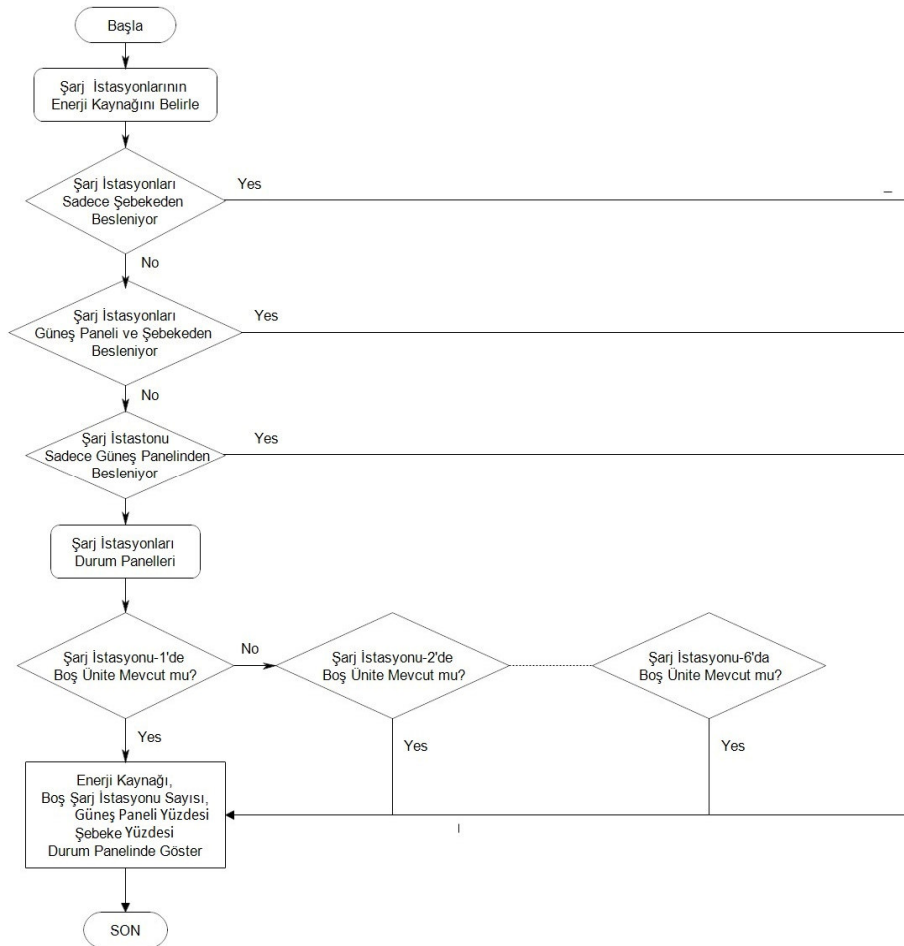 Başla
Şarj İstasyonlarının
Enerji Kaynağını Belirle
Şarj İstasyonları
Sadece Şebekeden
Besleniyor
Yes
No
Şarj İstasyonları
Güneş Paneli ve Şebekeden
Besleniyor
Yes
No
Şarj İstastonu
Sadece Güneş Panelinden
Besleniyor
Yes
Şarj İstasyonları
Durum Panelleri
Şarj İstasyonu-1'de
Boş Ünite Mevcut mu?
No
Şarj İstasyonu-2'de
Boş Ünite Mevcut mu?
Şarj İstasyonu-6'da
Boş Ünite Mevcut mu?
Yes
Yes
Yes
Enerji Kaynağı,
Boş Şarj İstasyonu Sayısı,
Güneş Paneli Yüzdesi
Şebeke Yüzdesi
Durum Panelinde Göster
SON